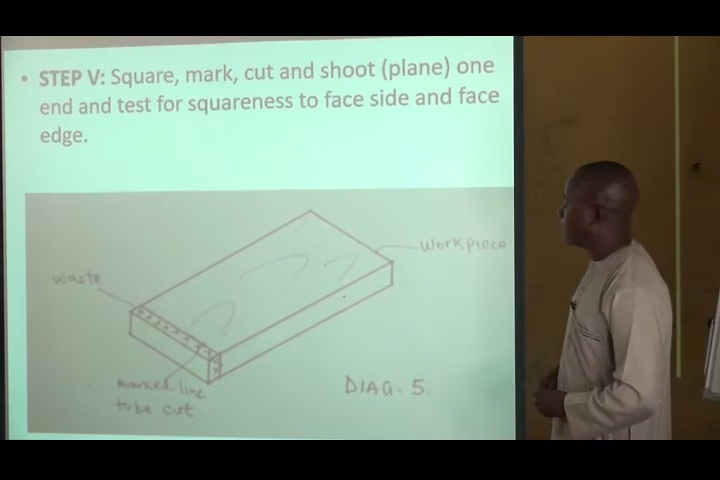 • STEP V: Square, mark, cut and shoot (plane) one
end and test for squareness to face side and face
edge.
workpiece
waste
marked line
to be cut
DIAG. 5.